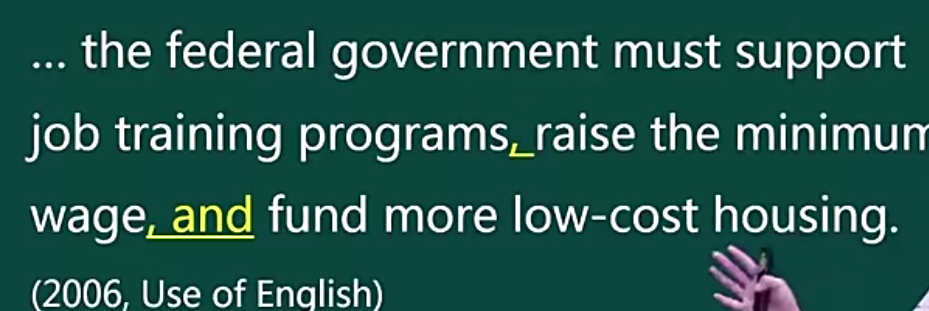 ... the federal government must support
job training programs, raise the minimum
wage, and fund more low-cost housing.
(2006, Use of English)